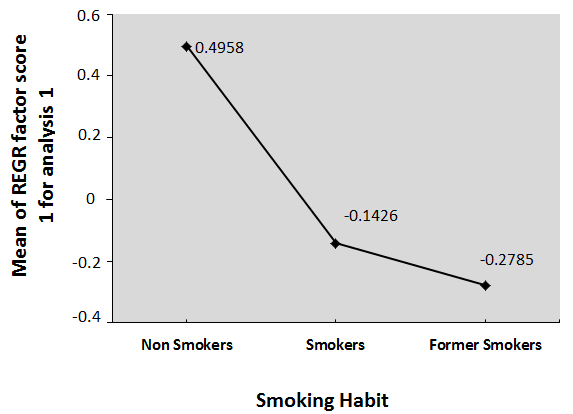 Mean of REGR factor score
1 for analysis 1
0.6
0.4
0.2
0
-0.2
-0.4
0.4958
-0.1426
-0.2785
Non Smokers
Smokers
Former Smokers
Smoking Habit